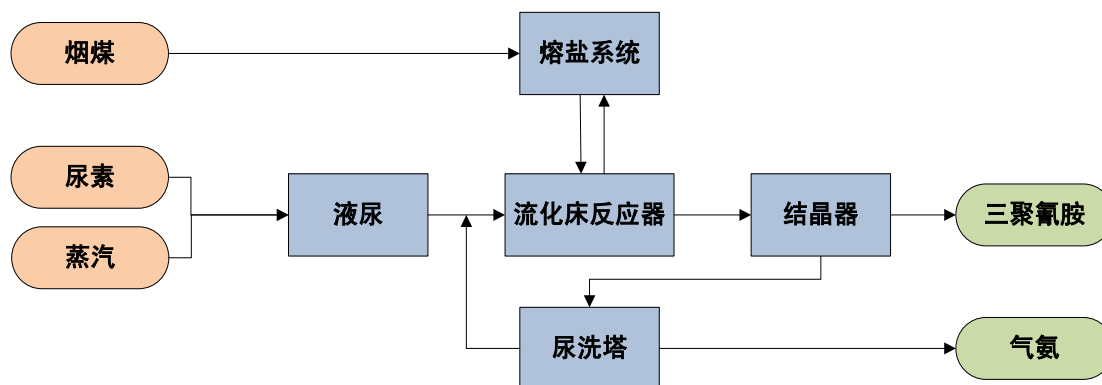 烟煤
熔盐系统
尿素
液尿
流化床反应器
结晶器
三聚氰胺
蒸汽
尿洗塔
气氨